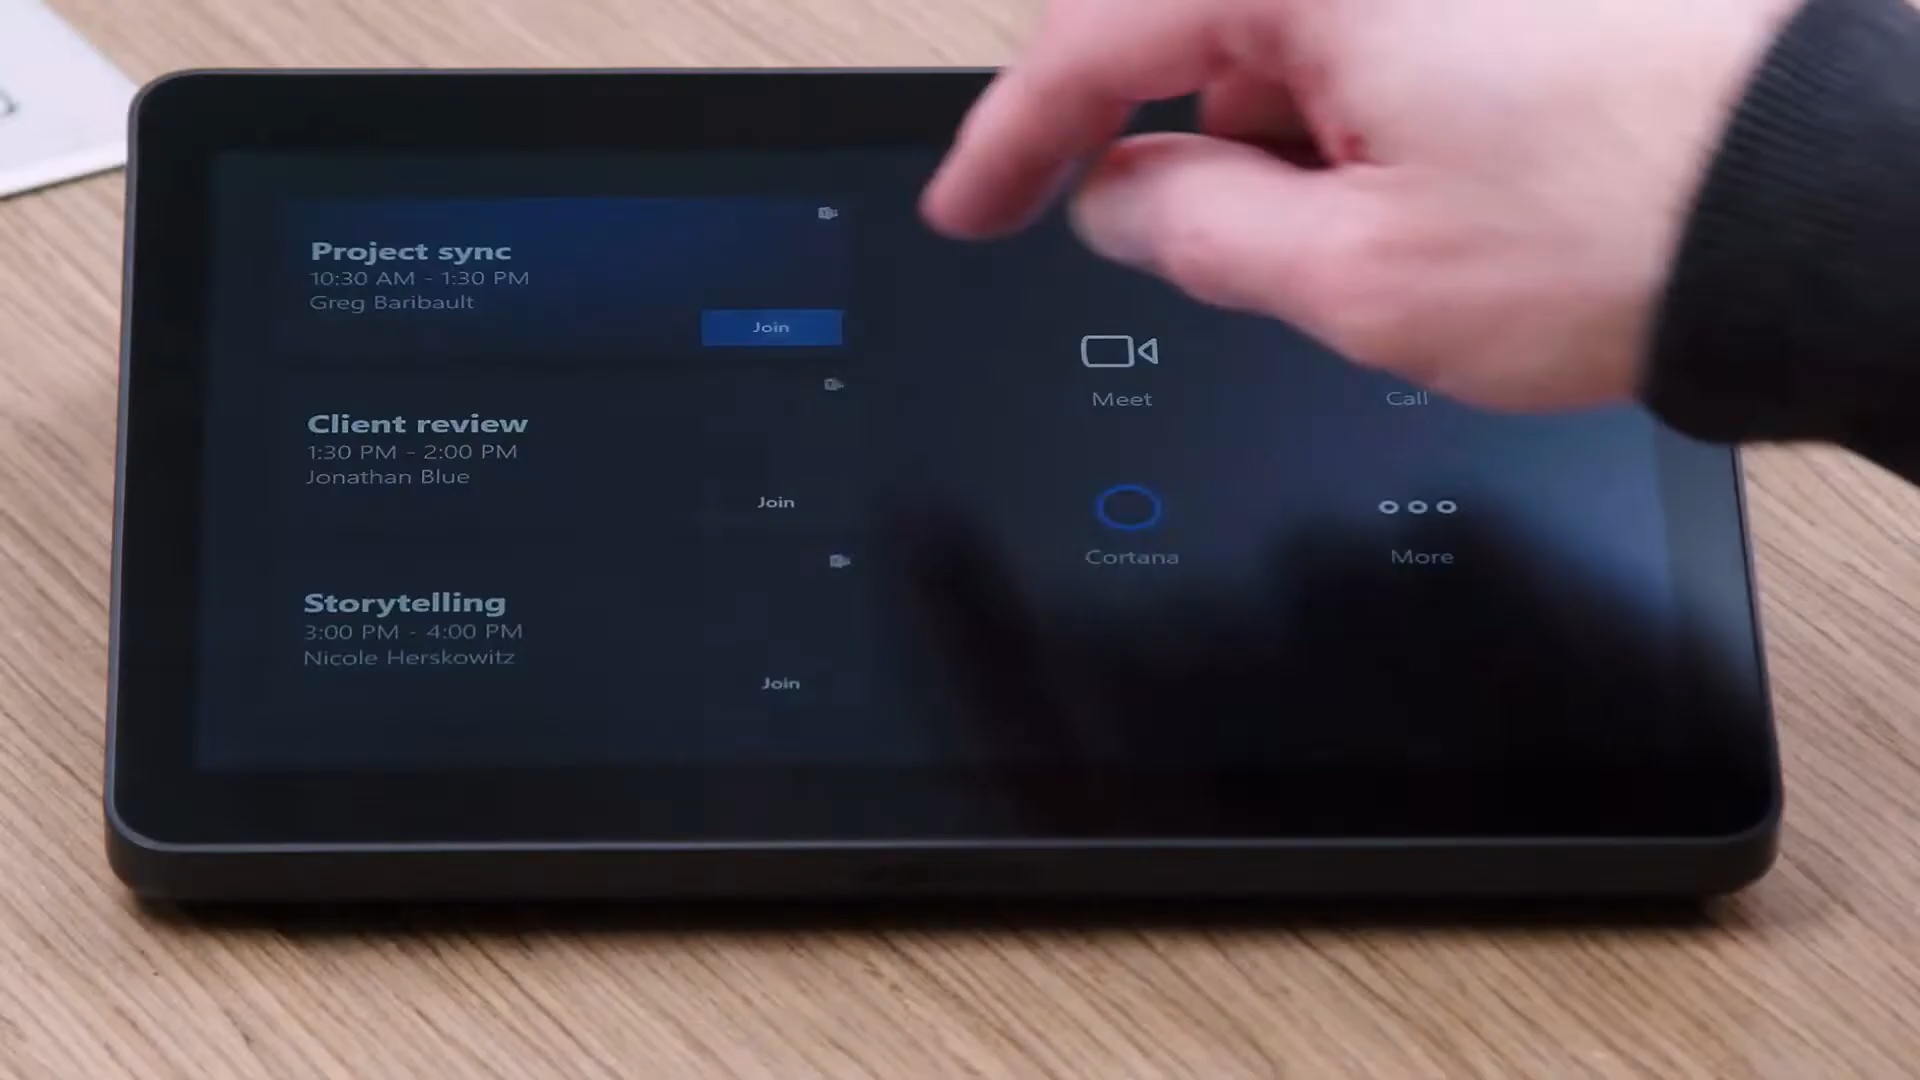 Project sync
10:30 AM - 1:30 PM
Greg Baribault
Join
Client review
1:30 PM - 2:00 PM
Jonathan Blue
Join
Storytelling
3:00 PM - 4:00 PM
Nicole Herskowitz
Join
Meet
Call
Cortana
More